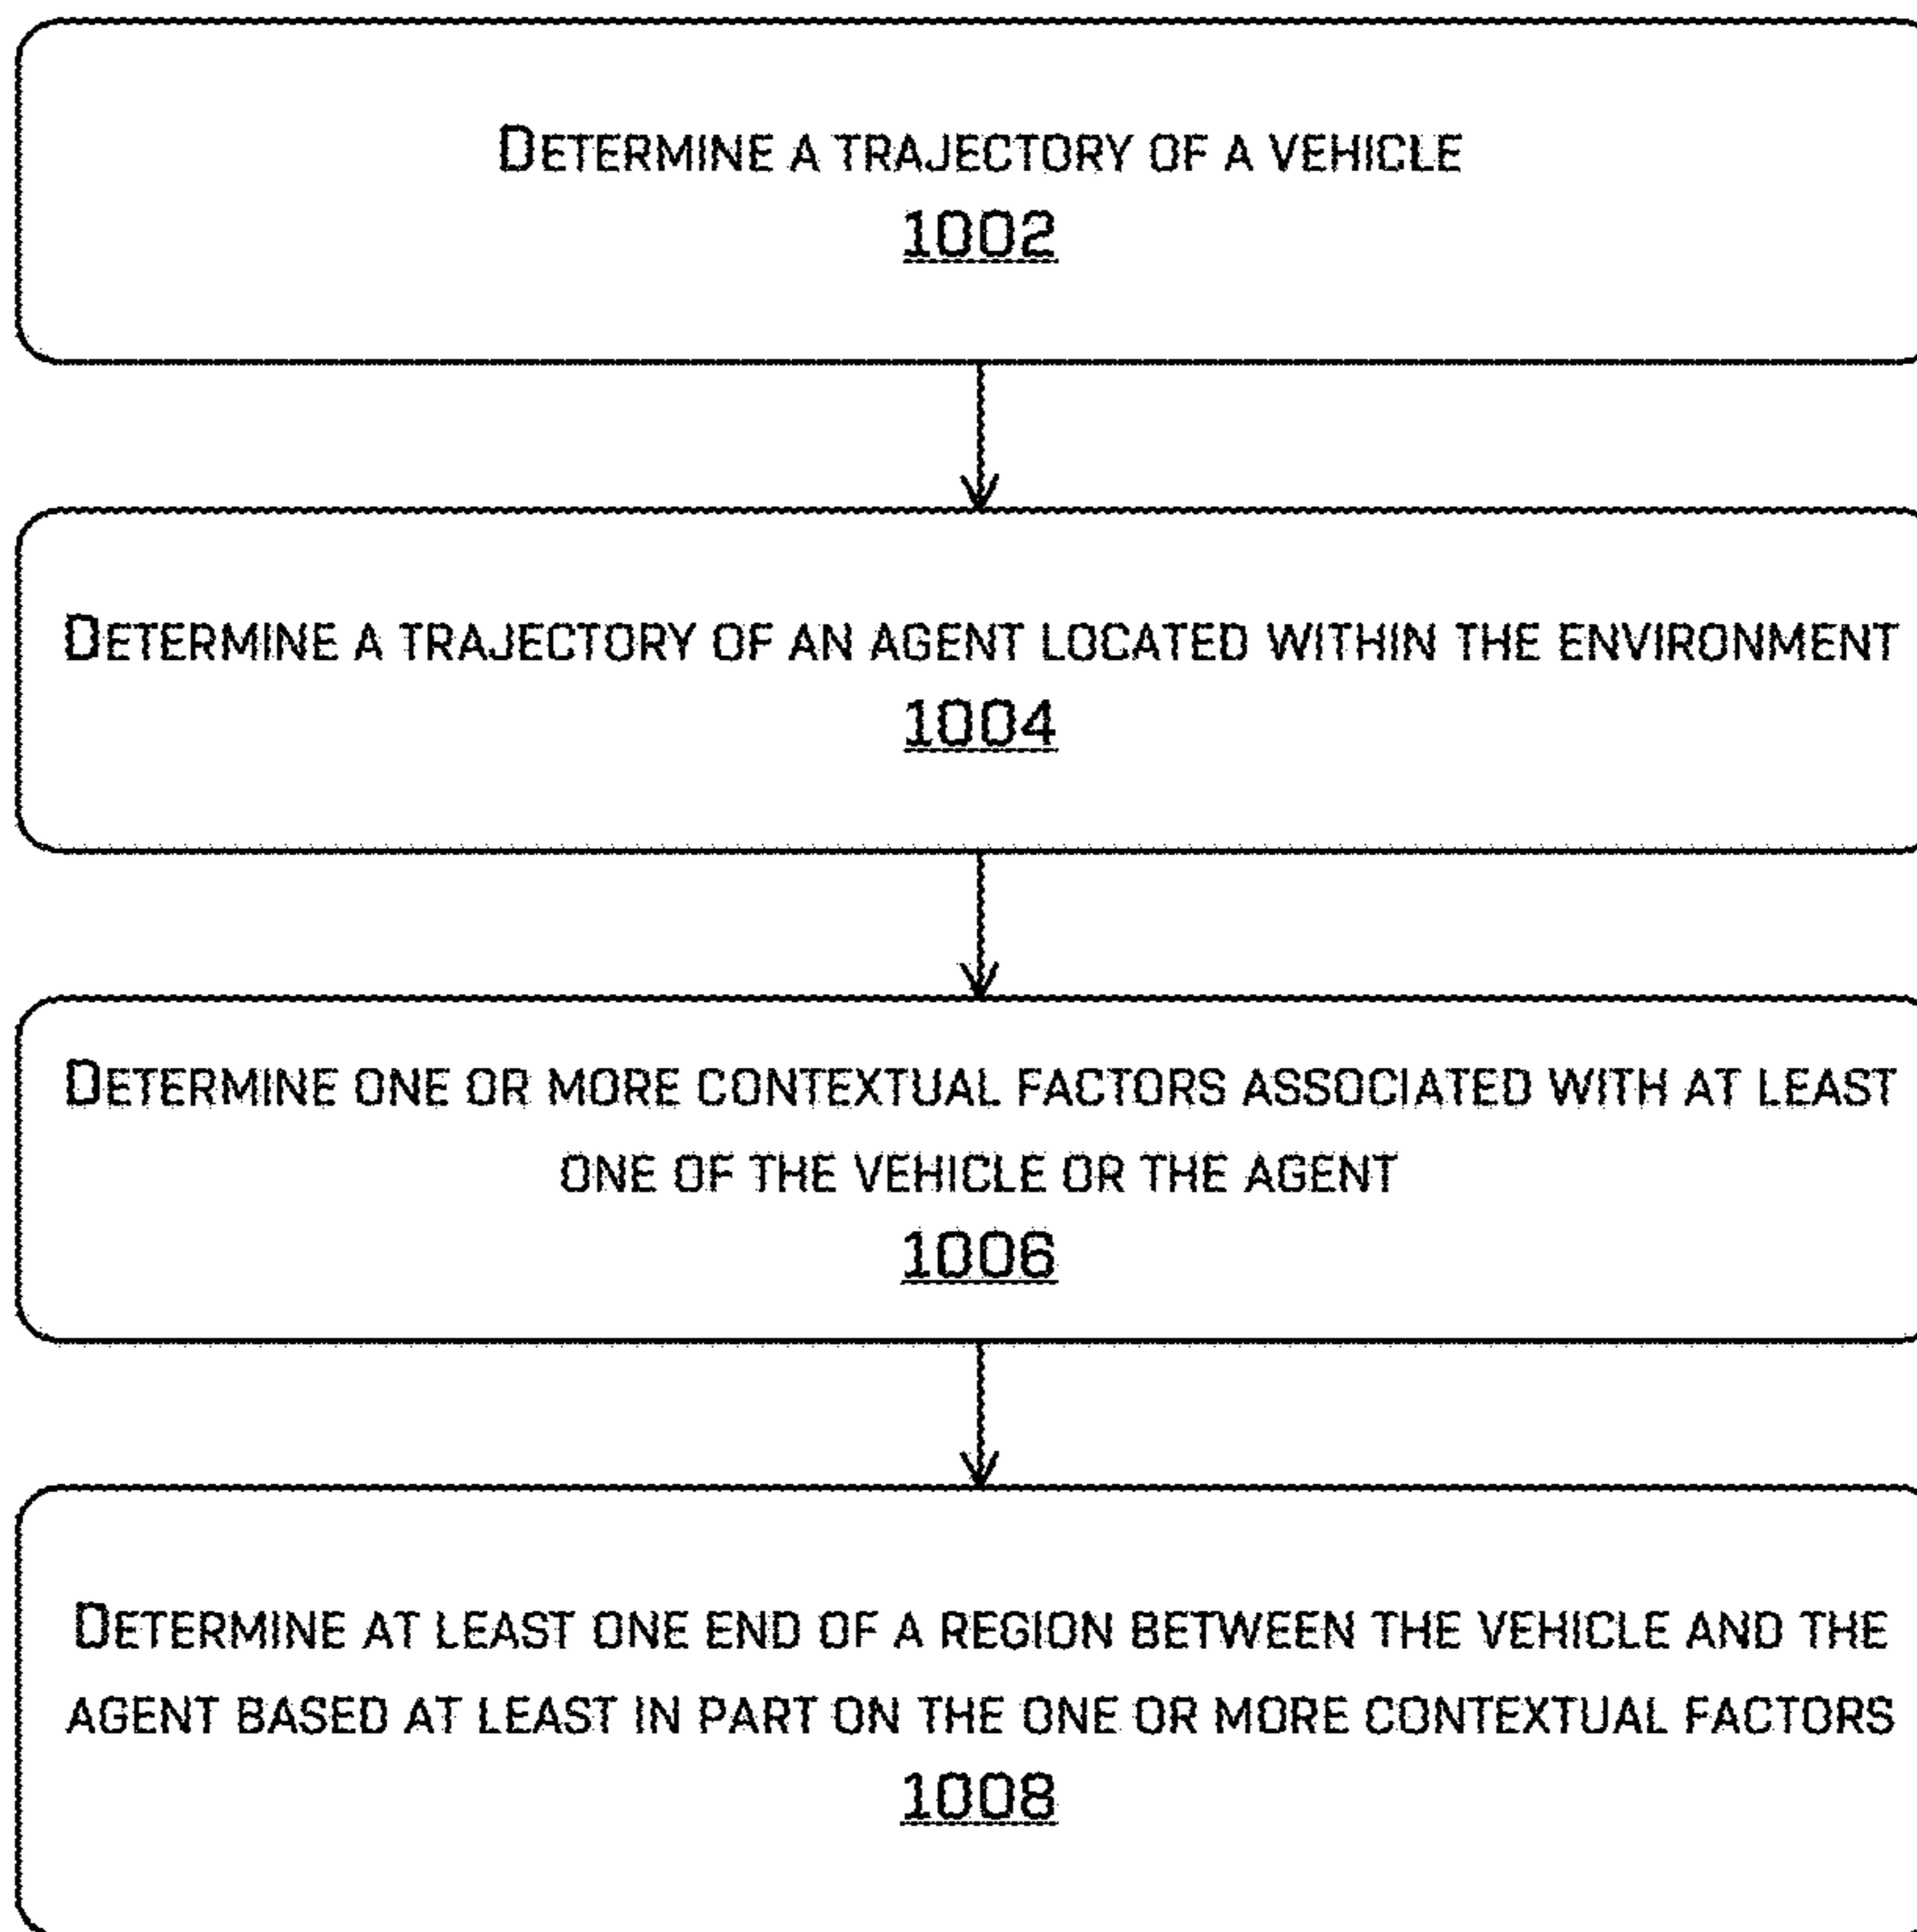 DETERMINE A TRAJECTORY OF A VEHICLE
1002
DETERMINE A TRAJECTORY OF AN AGENT LOCATED WITHIN THE ENVIRONMENT
1004
DETERMINE ONE OR MORE CONTEXTUAL FACTORS ASSOCIATED WITH AT LEAST
ONE OF THE VEHICLE OR THE AGENT
1006
DETERMINE AT LEAST ONE END OF A REGION BETWEEN THE VEHICLE AND THE
AGENT BASED AT LEAST IN PART ON THE ONE OR MORE CONTEXTUAL FACTORS
1008